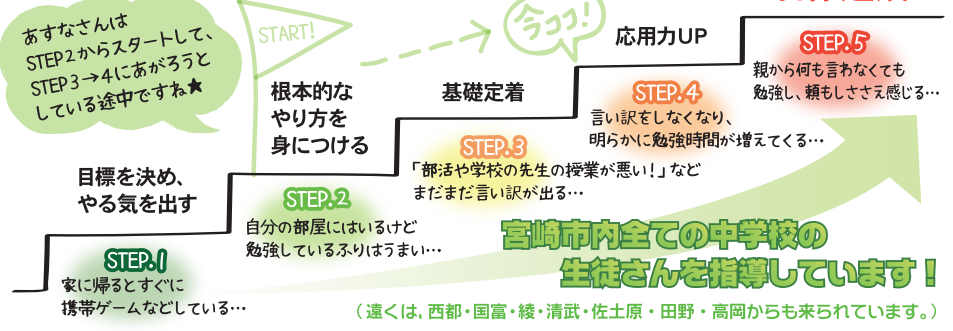 あすなさんは
STEP2からスタートして、
STEP3→4にあがろうと
している途中ですね★
START!
今ココ!
応用力UP
STEP.5
親から何も言わなくても
勉強し、頼もしささえ感じる…
根本的な
やり方を
身につける
基礎定着
STEP.4
言い訳をしなくなり、
明らかに勉強時間が増えてくる…
目標を決め、
やる気を出す
STEP.3
「部活や学校の先生の授業が悪い!」など
まだまだ言い訳が出る…
STEP.2
自分の部屋にはいるけど
勉強しているふりはうまい…
STEP.1
家に帰るとすぐに
携帯ゲームなどしている…
宮崎市内全ての中学校の
生徒さんを指導しています!
(遠くは、西都・国富・綾・清武・佐土原・田野・高岡からも来られています。)